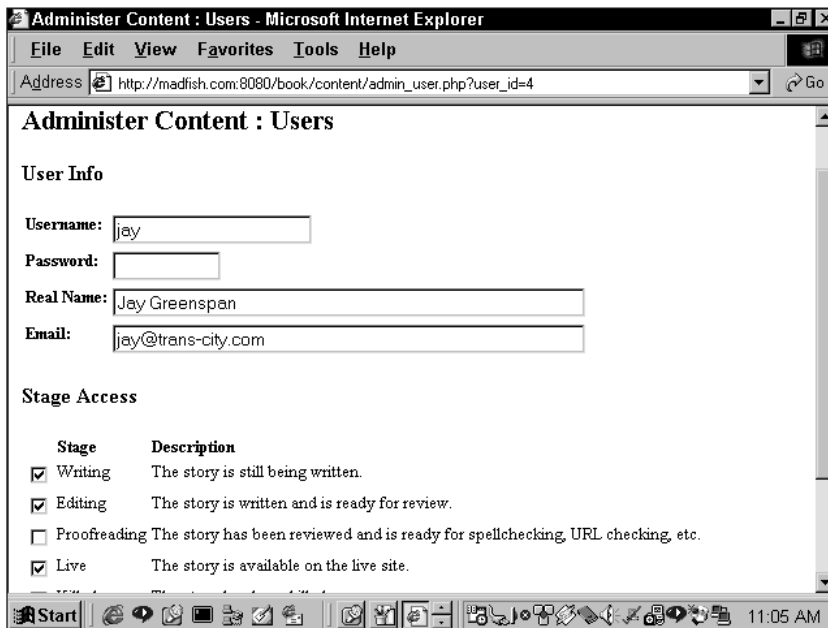 Administer Content : Users - Microsoft Internet Explorer
File Edit View Favorites Tools Help
Address http://madfish.com:8080/book/content/admin_user.php?user_id=4 Go
Administer Content : Users
User Info
Username: jay
Password:
Real Name: Jay Greenspan
Email: jay@trans-city.com
Stage Access
Stage Description
Writing The story is still being written.
Editing The story is written and is ready for review.
Proofreading The story has been reviewed and is ready for spellchecking, URL checking, etc.
Live The story is available on the live site.
Start 11:05 AM